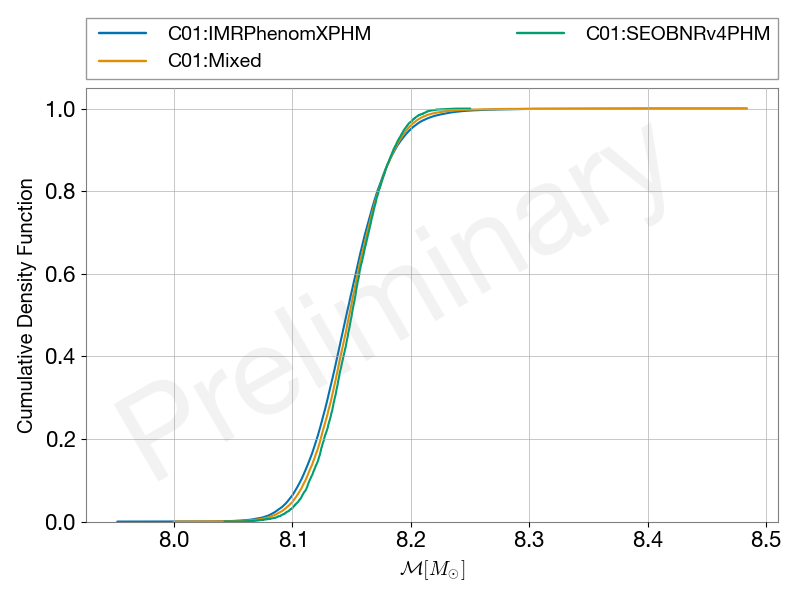 C01:IMRPhenomXPHM
C01:Mixed
C01:SEOBNRv4PHM
Preliminary
Cumulative Density Function
1.0
0.8
0.6
0.4
0.2
0.0
8.0 8.1 8.2 8.3 8.4 8.5
ℳ[M⊙]